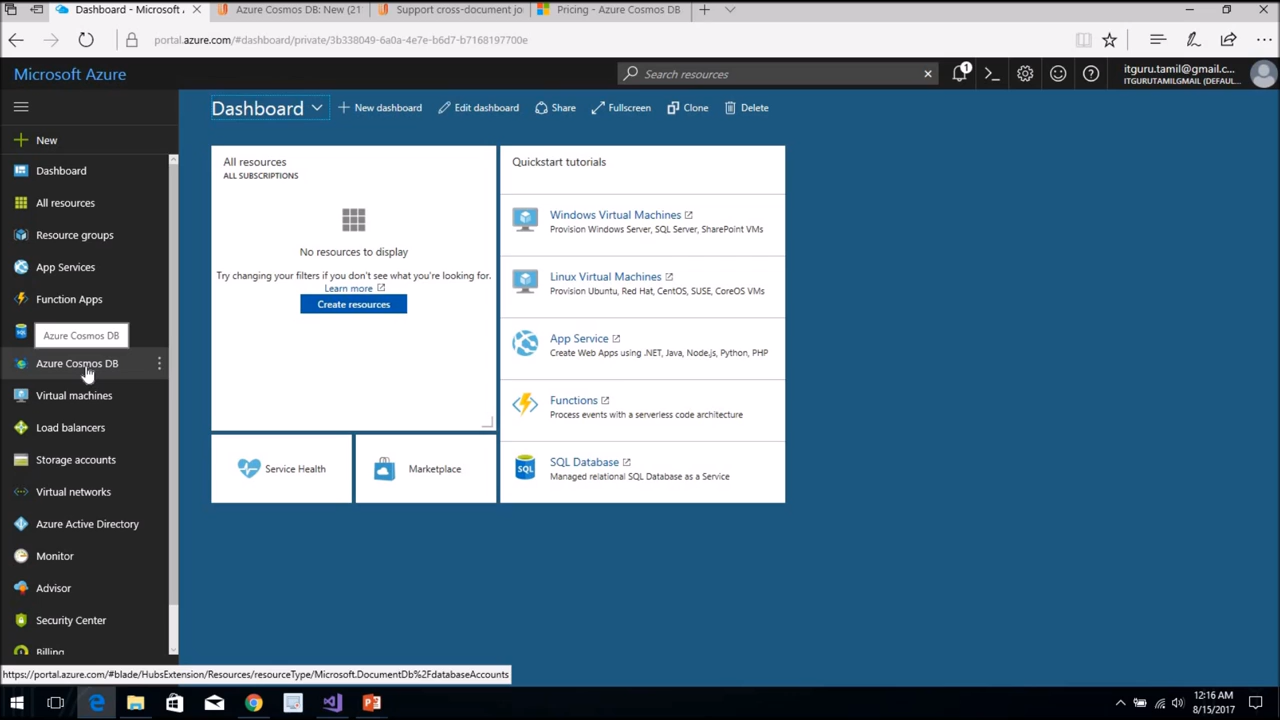 Dashboard - Microsoft A
Azure Cosmos DB: New (21
Support cross-document jo
Pricing - Azure Cosmos DB
portal.azure.com/#dashboard/private/3b338049-6a0a-4e7e-b6d7-b7168197700e
Microsoft Azure
Search resources
1
itguru.tamil@gmail.c...
ITGURUTAMILGMAIL (DEFAUL...
Dashboard
New dashboard
Edit dashboard
Share
Fullscreen
Clone
Delete
New
Dashboard
All resources
Resource groups
App Services
Function Apps
Azure Cosmos DB
Azure Cosmos DB
Virtual machines
Load balancers
Storage accounts
Virtual networks
Azure Active Directory
Monitor
Advisor
Security Center
Billing
All resources
ALL SUBSCRIPTIONS
No resources to display
Try changing your filters if you don't see what you're looking for.
Learn more
Create resources
Service Health
Marketplace
Quickstart tutorials
Windows Virtual Machines
Provision Windows Server, SQL Server, SharePoint VMs
Linux Virtual Machines
Provision Ubuntu, Red Hat, CentOS, SUSE, CoreOS VMs
App Service
Create Web Apps using .NET, Java, Node.js, Python, PHP
Functions
Process events with a serverless code architecture
SQL
SQL Database
Managed relational SQL Database as a Service
https://portal.azure.com/#blade/HubsExtension/Resources/resourceType/Microsoft.DocumentDb%2FdatabaseAccounts
12:16 AM
8/15/2017